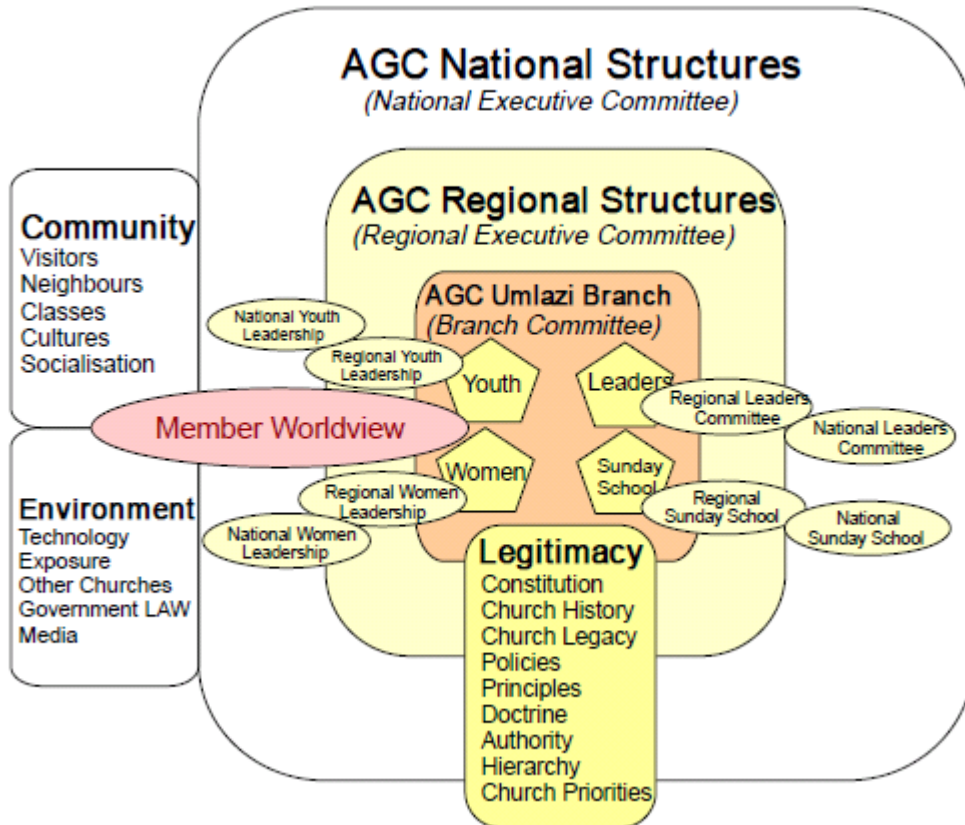 AGC National Structures
(National Executive Committee)
AGC Regional Structures
(Regional Executive Committee)
AGC Umlazi Branch
(Branch Committee)
Community
Visitors
Neighbours
Classes
Cultures
Socialisation
National Youth
Leadership
Regional Youth
Leadership
Youth
Leaders
Regional Leaders
Committee
National Leaders
Committee
Member Worldview
Environment
Technology
Exposure
Other Churches
Government LAW
Media
Regional Women
Leadership
National Women
Leadership
Women
Sunday
School
Regional
Sunday School
National
Sunday School
Legitimacy
Constitution
Church History
Church Legacy
Policies
Principles
Doctrine
Authority
Hierarchy
Church Priorities